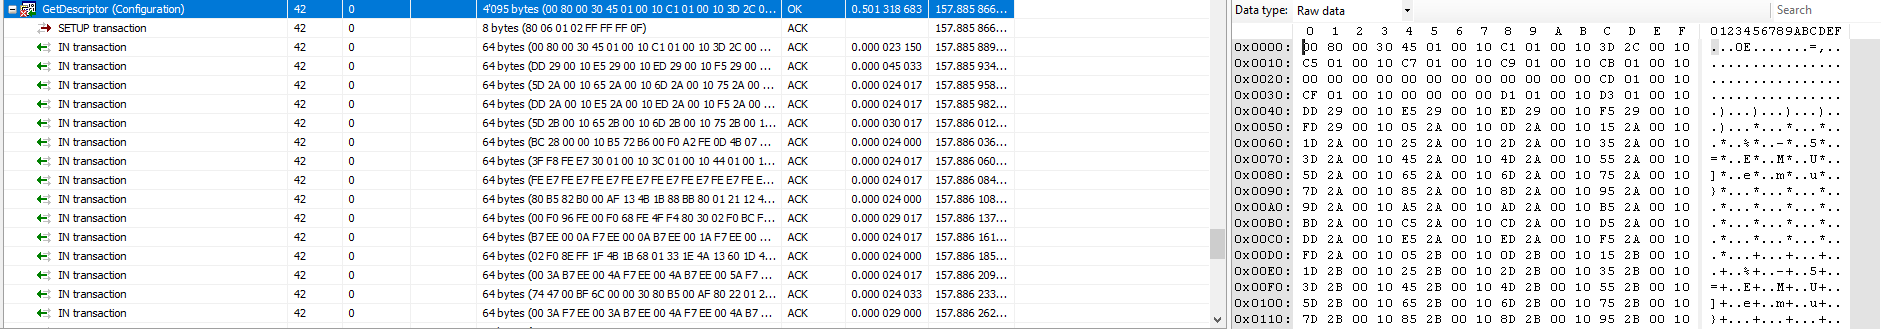 GetDescriptor (Configuration) 42 0 4'095 bytes (00 80 00 30 45 01 00 10 C1 01 00 10 3D 2C 0... OK 0.501 318 683 157.885 866...
SETUP transaction 42 0 8 bytes (80 06 01 02 FF FF FF 0F) ACK 157.885 866...
IN transaction 42 0 64 bytes (00 80 00 30 45 01 00 10 C1 01 00 10 3D 2C 00 ... ACK 0.000 023 150 157.885 889...
IN transaction 42 0 64 bytes (DD 29 00 10 E5 29 00 10 ED 29 00 10 F5 29 00 ... ACK 0.000 045 033 157.885 934...
IN transaction 42 0 64 bytes (5D 2A 00 10 65 2A 00 10 6D 2A 00 10 75 2A 00 ... ACK 0.000 024 017 157.885 958...
IN transaction 42 0 64 bytes (DD 2A 00 10 E5 2A 00 10 ED 2A 00 10 F5 2A 00 ... ACK 0.000 024 017 157.885 982...
IN transaction 42 0 64 bytes (5D 2B 00 10 65 2B 00 10 6D 2B 00 10 75 2B 00 1... ACK 0.000 030 017 157.886 012...
IN transaction 42 0 64 bytes (BC 28 00 00 10 B5 72 B6 00 F0 A2 FE 0D 4B 07 ... ACK 0.000 024 000 157.886 036...
IN transaction 42 0 64 bytes (3F F8 FE E7 30 01 00 10 3C 01 00 10 44 01 00 1... ACK 0.000 024 017 157.886 060...
IN transaction 42 0 64 bytes (FE E7 FE E7 FE E7 FE E7 FE E7 FE E7 FE E7 FE E... ACK 0.000 024 017 157.886 084...
IN transaction 42 0 64 bytes (80 B5 82 B0 00 AF 13 4B 1B 88 BB 80 01 21 12 4... ACK 0.000 024 000 157.886 108...
IN transaction 42 0 64 bytes (00 F0 96 FE 00 F0 68 FE 4F F4 80 30 02 F0 BC F... ACK 0.000 029 017 157.886 137...
IN transaction 42 0 64 bytes (B7 EE 00 0A F7 EE 00 0A B7 EE 00 1A F7 EE 00 ... ACK 0.000 024 017 157.886 161...
IN transaction 42 0 64 bytes (02 F0 8E FF 1F 4B 1B 68 01 33 1E 4A 13 60 1D 4... ACK 0.000 024 000 157.886 185...
IN transaction 42 0 64 bytes (00 3A B7 EE 00 4A F7 EE 00 4A B7 EE 00 5A F7 ... ACK 0.000 024 017 157.886 209...
IN transaction 42 0 64 bytes (74 47 00 BF 6C 00 00 30 80 B5 00 AF 80 22 01 2... ACK 0.000 024 033 157.886 233...
IN transaction 42 0 64 bytes (00 3A F7 EE 00 3A B7 EE 00 4A F7 EE 00 4A B7 ... ACK 0.000 029 000 157.886 262...
Data type: Raw data Search
0 1 2 3 4 5 6 7 8 9 A B C D E F 0123456789ABCDEF
0x0000: 00 80 00 30 45 01 00 10 C1 01 00 10 3D 2C 00 10 ...0E.......=,..
0x0010: C5 01 00 10 C7 01 00 10 C9 01 00 10 CB 01 00 10 ................
0x0020: 00 00 00 00 00 00 00 00 00 00 00 00 CD 01 00 10 ................
0x0030: CF 01 00 10 00 00 00 00 D1 01 00 10 D3 01 00 10 ................
0x0040: DD 29 00 10 E5 29 00 10 ED 29 00 10 F5 29 00 10 .)...)...)...)..
0x0050: FD 29 00 10 05 2A 00 10 0D 2A 00 10 15 2A 00 10 .)...*...*...*..
0x0060: 1D 2A 00 10 25 2A 00 10 2D 2A 00 10 35 2A 00 10 .*..%*..-*..5*..
0x0070: 3D 2A 00 10 45 2A 00 10 4D 2A 00 10 55 2A 00 10 =*..E*..M*..U*..
0x0080: 5D 2A 00 10 65 2A 00 10 6D 2A 00 10 75 2A 00 10 ]*..e*..m*..u*..
0x0090: 7D 2A 00 10 85 2A 00 10 8D 2A 00 10 95 2A 00 10 }*...*...*...*..
0x00A0: 9D 2A 00 10 A5 2A 00 10 AD 2A 00 10 B5 2A 00 10 .*...*...*...*..
0x00B0: BD 2A 00 10 C5 2A 00 10 CD 2A 00 10 D5 2A 00 10 .*...*...*...*..
0x00C0: DD 2A 00 10 E5 2A 00 10 ED 2A 00 10 F5 2A 00 10 .*...*...*...*..
0x00D0: FD 2A 00 10 05 2B 00 10 0D 2B 00 10 15 2B 00 10 .*...+...+...+..
0x00E0: 1D 2B 00 10 25 2B 00 10 2D 2B 00 10 35 2B 00 10 .+..%+..-+..5+..
0x00F0: 3D 2B 00 10 45 2B 00 10 4D 2B 00 10 55 2B 00 10 =+..E+..M+..U+..
0x0100: 5D 2B 00 10 65 2B 00 10 6D 2B 00 10 75 2B 00 10 ]+..e+..m+..u+..
0x0110: 7D 2B 00 10 85 2B 00 10 8D 2B 00 10 95 2B 00 10 }+...+...+...+..